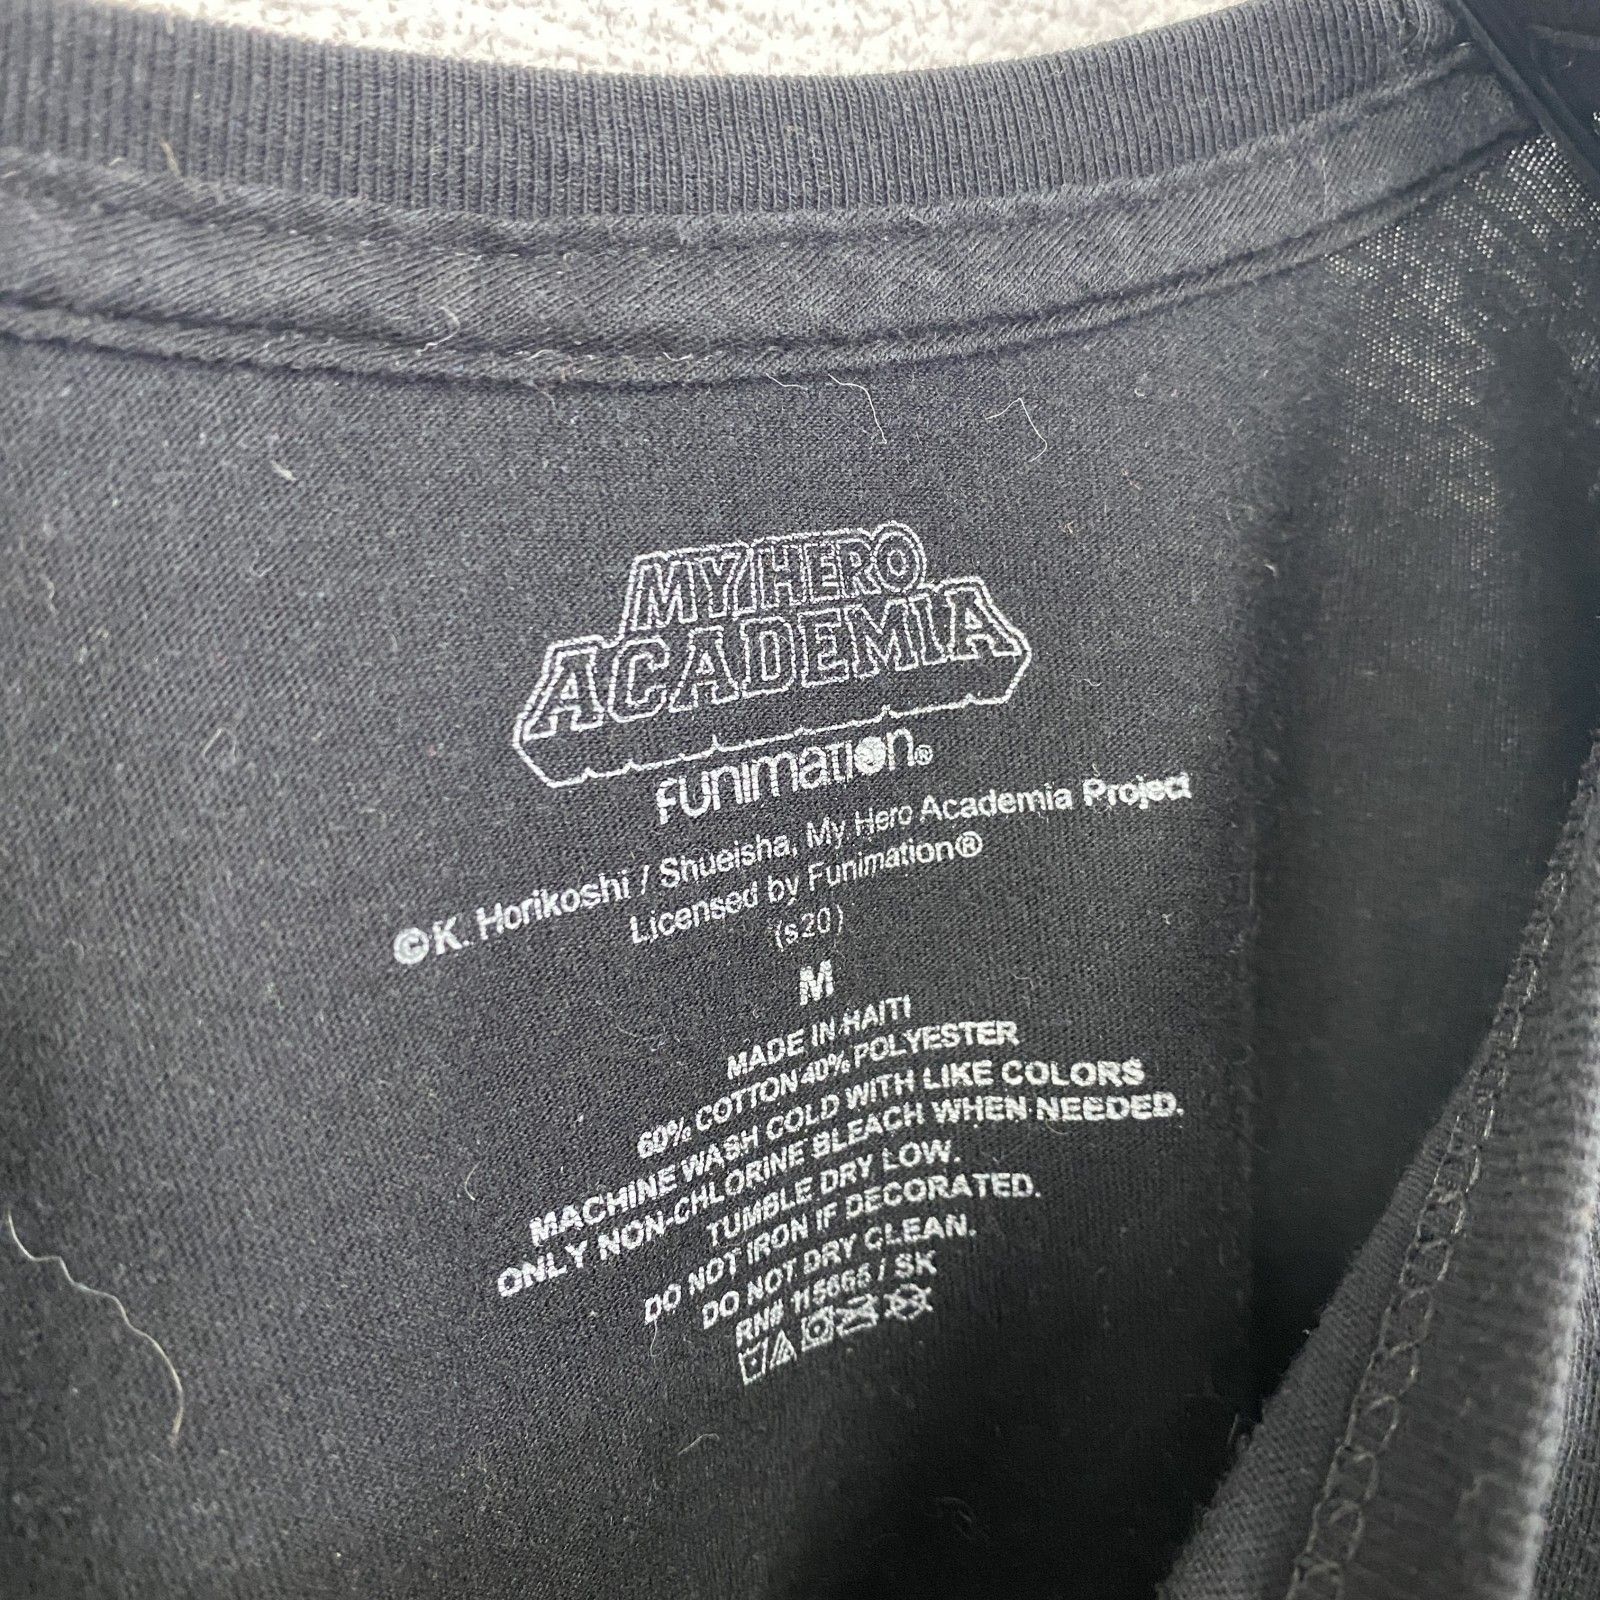 MY HERO
ACADEMIA
FUNIMATION®
©K. Horikoshi / Shueisha, My Hero Academia Project
Licensed by Funimation®
(s20)
M
MADE IN HAITI
60% COTTON 40% POLYESTER
MACHINE WASH COLD WITH LIKE COLORS
ONLY NON-CHLORINE BLEACH WHEN NEEDED.
TUMBLE DRY LOW.
DO NOT IRON IF DECORATED.
DO NOT DRY CLEAN.
RN# 115665 / SK